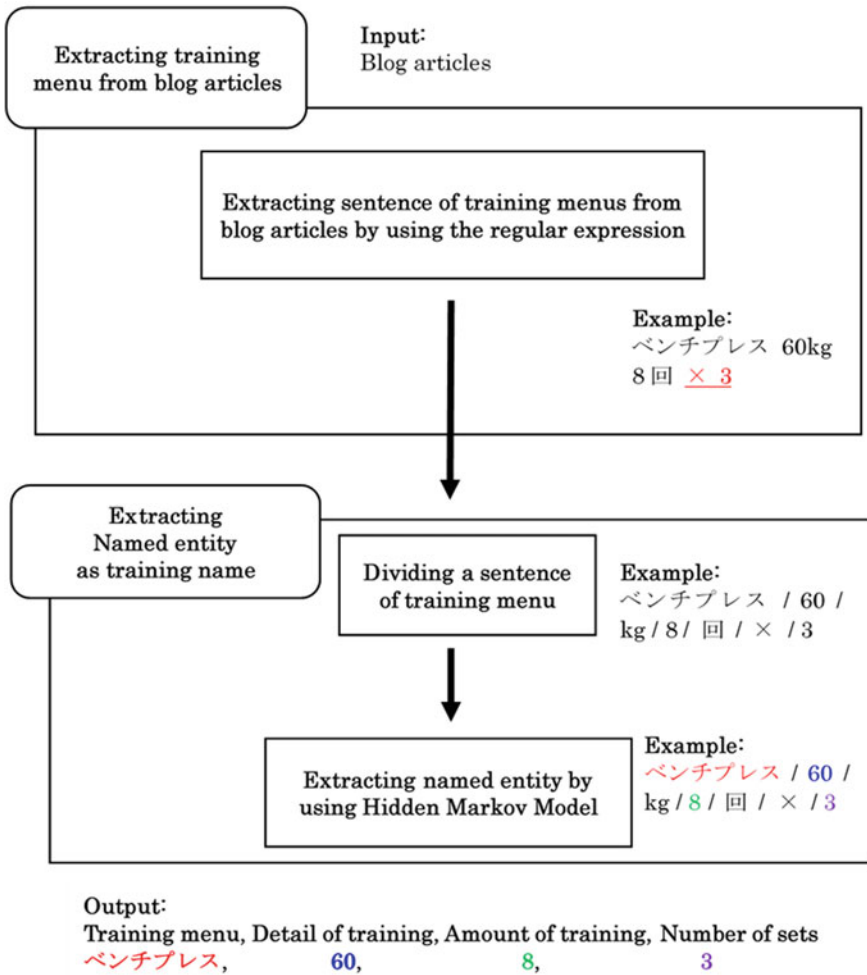 Extracting training
menu from blog articles
Input:
Blog articles
Extracting sentence of training menus from
blog articles by using the regular expression
Example:
ベンチプレス 60kg
8回 × 3
Extracting
Named entity
as training name
Dividing a sentence
of training menu
Example:
ベンチプレス / 60 /
kg / 8/ 回 / × /3
Extracting named entity by
using Hidden Markov Model
Example:
ベンチプレス / 60 /
kg / 8/ 回 / × /3
Output:
Training menu, Detail of training, Amount of training, Number of sets
ベンチプレス, 60, 8, 3